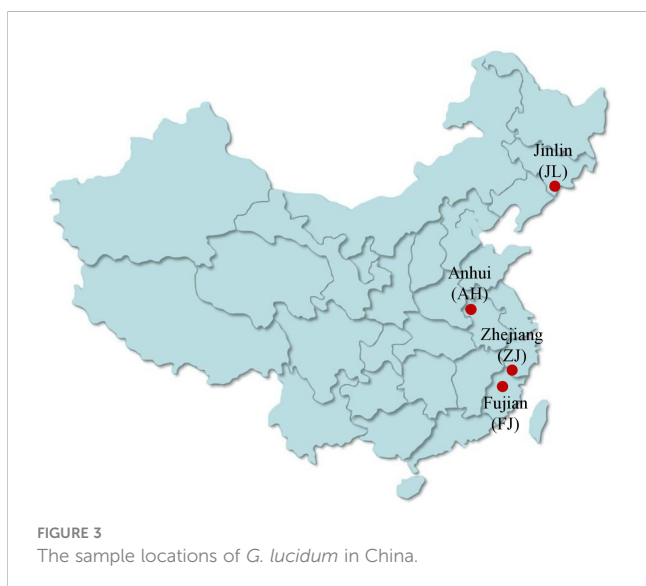 Jinlin
(JL)
Anhui
(AH)
Zhejiang
(ZJ)
Fujian
(FJ)
FIGURE 3
The sample locations of G. lucidum in China.